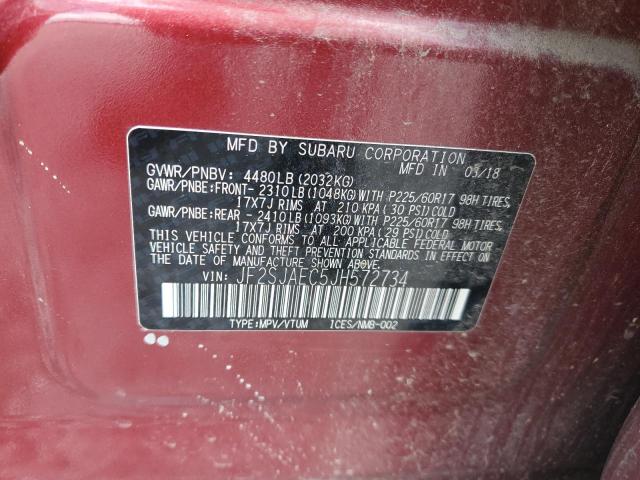 MFD BY SUBARU CORPORATION
MFD IN 05/18
GVWR/PNBV: 4480LB(2032KG)
GAWR/PNBE:FRONT- 2310LB(1048KG)WITH P225/60R17 98H TIRES,
17X7J RIMS AT 210 KPA(30 PSI)COLD
GAWR/PNBE:REAR -2410LB(1093KG)WITH P225/60R17 98H TIRES,
17X7J RIMS AT 200 KPA(29 PSI)COLD
THIS VEHICLE CONFORMS TO ALL APPLICABLE FEDERAL MOTOR
VEHICLE SAFETY AND THEFT PREVENTION STANDARDS IN EFFECT ON
THE DATE OF MANUFACTURE SHOWN ABOVE.
VIN: JF2SJAEC5JH572734
TYPE:MPV/VTUM ICES/NMB-002